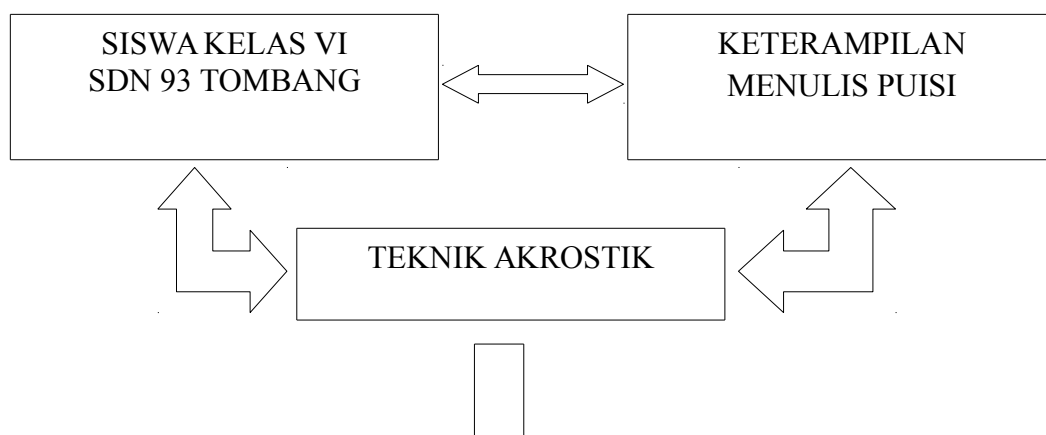 SISWA KELAS VI
SDN 93 TOMBANG
KETERAMPILAN
MENULIS PUISI
TEKNIK AKROSTIK